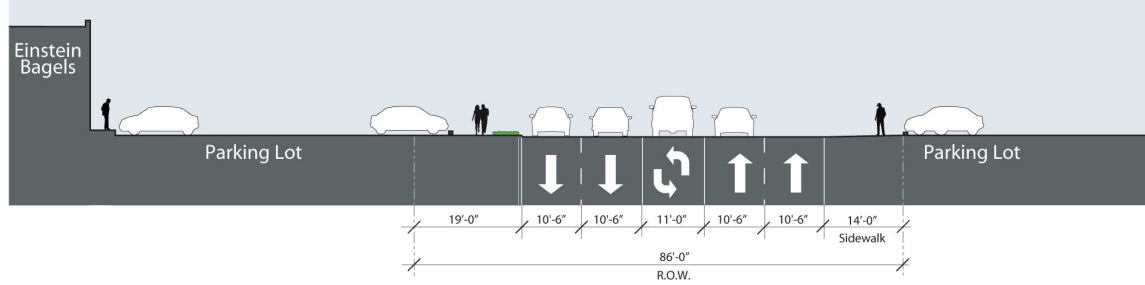 Einstein
Bagels
Parking Lot
Parking Lot
19'-0”
10'-6”
10'-6”
11'-0”
10'-6”
10'-6”
14'-0”
Sidewalk
86'-0”
R.O.W.